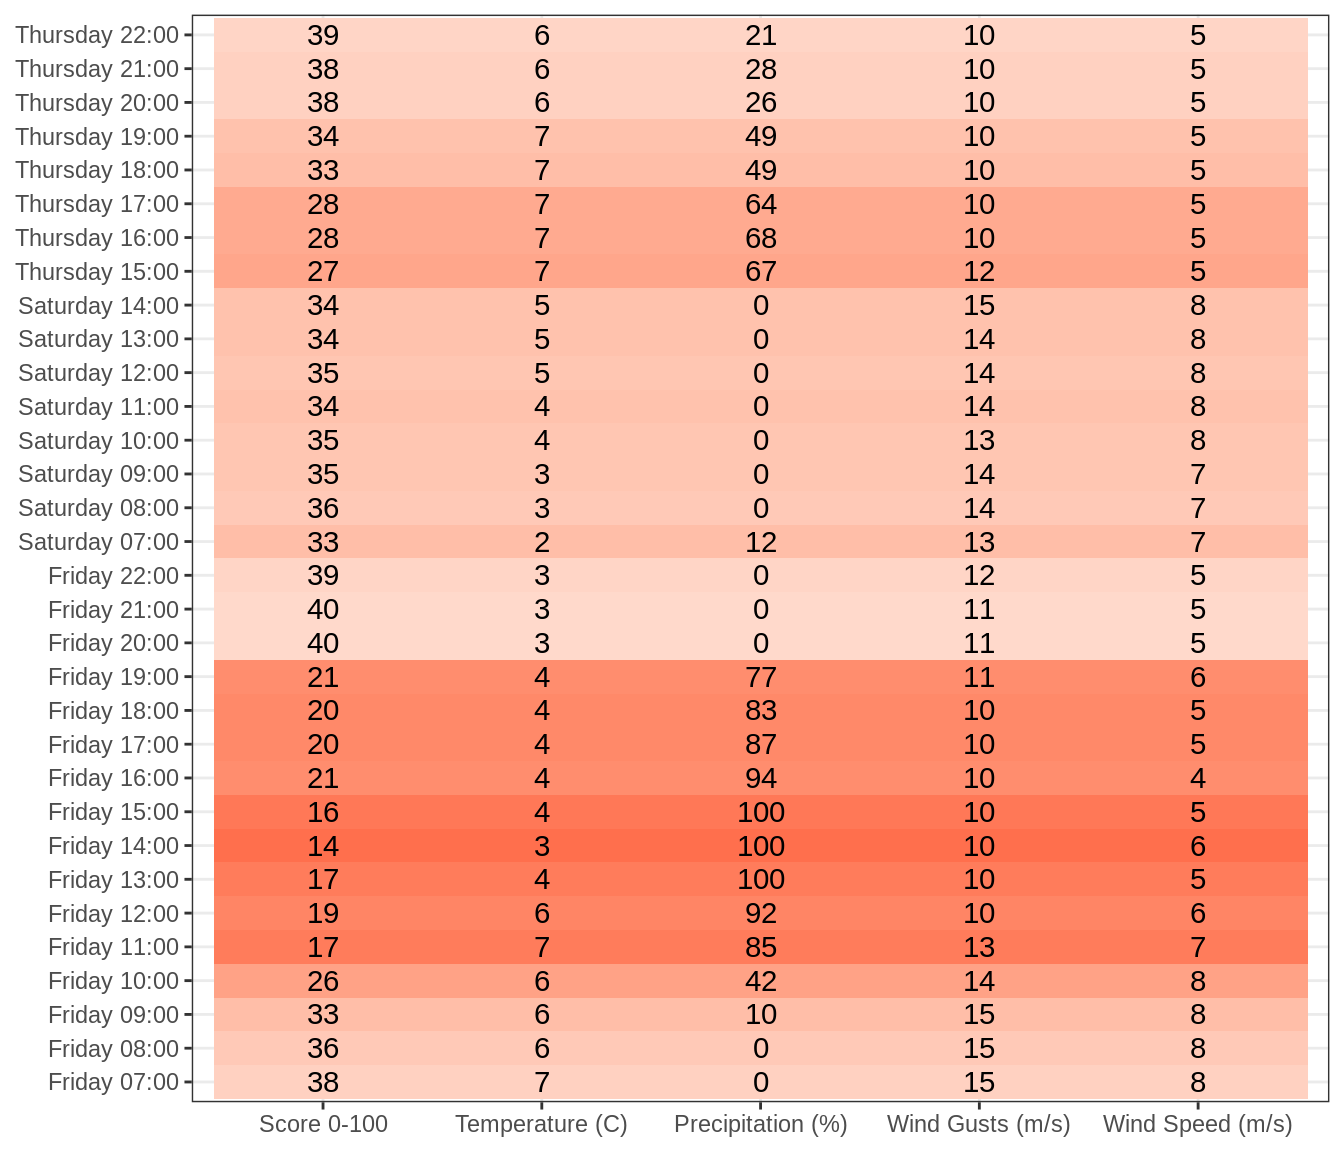 Thursday 22:00 39 6 21 10 5
Thursday 21:00 38 6 28 10 5
Thursday 20:00 38 6 26 10 5
Thursday 19:00 34 7 49 10 5
Thursday 18:00 33 7 49 10 5
Thursday 17:00 28 7 64 10 5
Thursday 16:00 28 7 68 10 5
Thursday 15:00 27 7 67 12 5
Saturday 14:00 34 5 0 15 8
Saturday 13:00 34 5 0 14 8
Saturday 12:00 35 5 0 14 8
Saturday 11:00 34 4 0 14 8
Saturday 10:00 35 4 0 13 8
Saturday 09:00 35 3 0 14 7
Saturday 08:00 36 3 0 14 7
Saturday 07:00 33 2 12 13 7
Friday 22:00 39 3 0 12 5
Friday 21:00 40 3 0 11 5
Friday 20:00 40 3 0 11 5
Friday 19:00 21 4 77 11 6
Friday 18:00 20 4 83 10 5
Friday 17:00 20 4 87 10 5
Friday 16:00 21 4 94 10 4
Friday 15:00 16 4 100 10 5
Friday 14:00 14 3 100 10 6
Friday 13:00 17 4 100 10 5
Friday 12:00 19 6 92 10 6
Friday 11:00 17 7 85 13 7
Friday 10:00 26 6 42 14 8
Friday 09:00 33 6 10 15 8
Friday 08:00 36 6 0 15 8
Friday 07:00 38 7 0 15 8
Score 0-100 Temperature (C) Precipitation (%) Wind Gusts (m/s) Wind Speed (m/s)